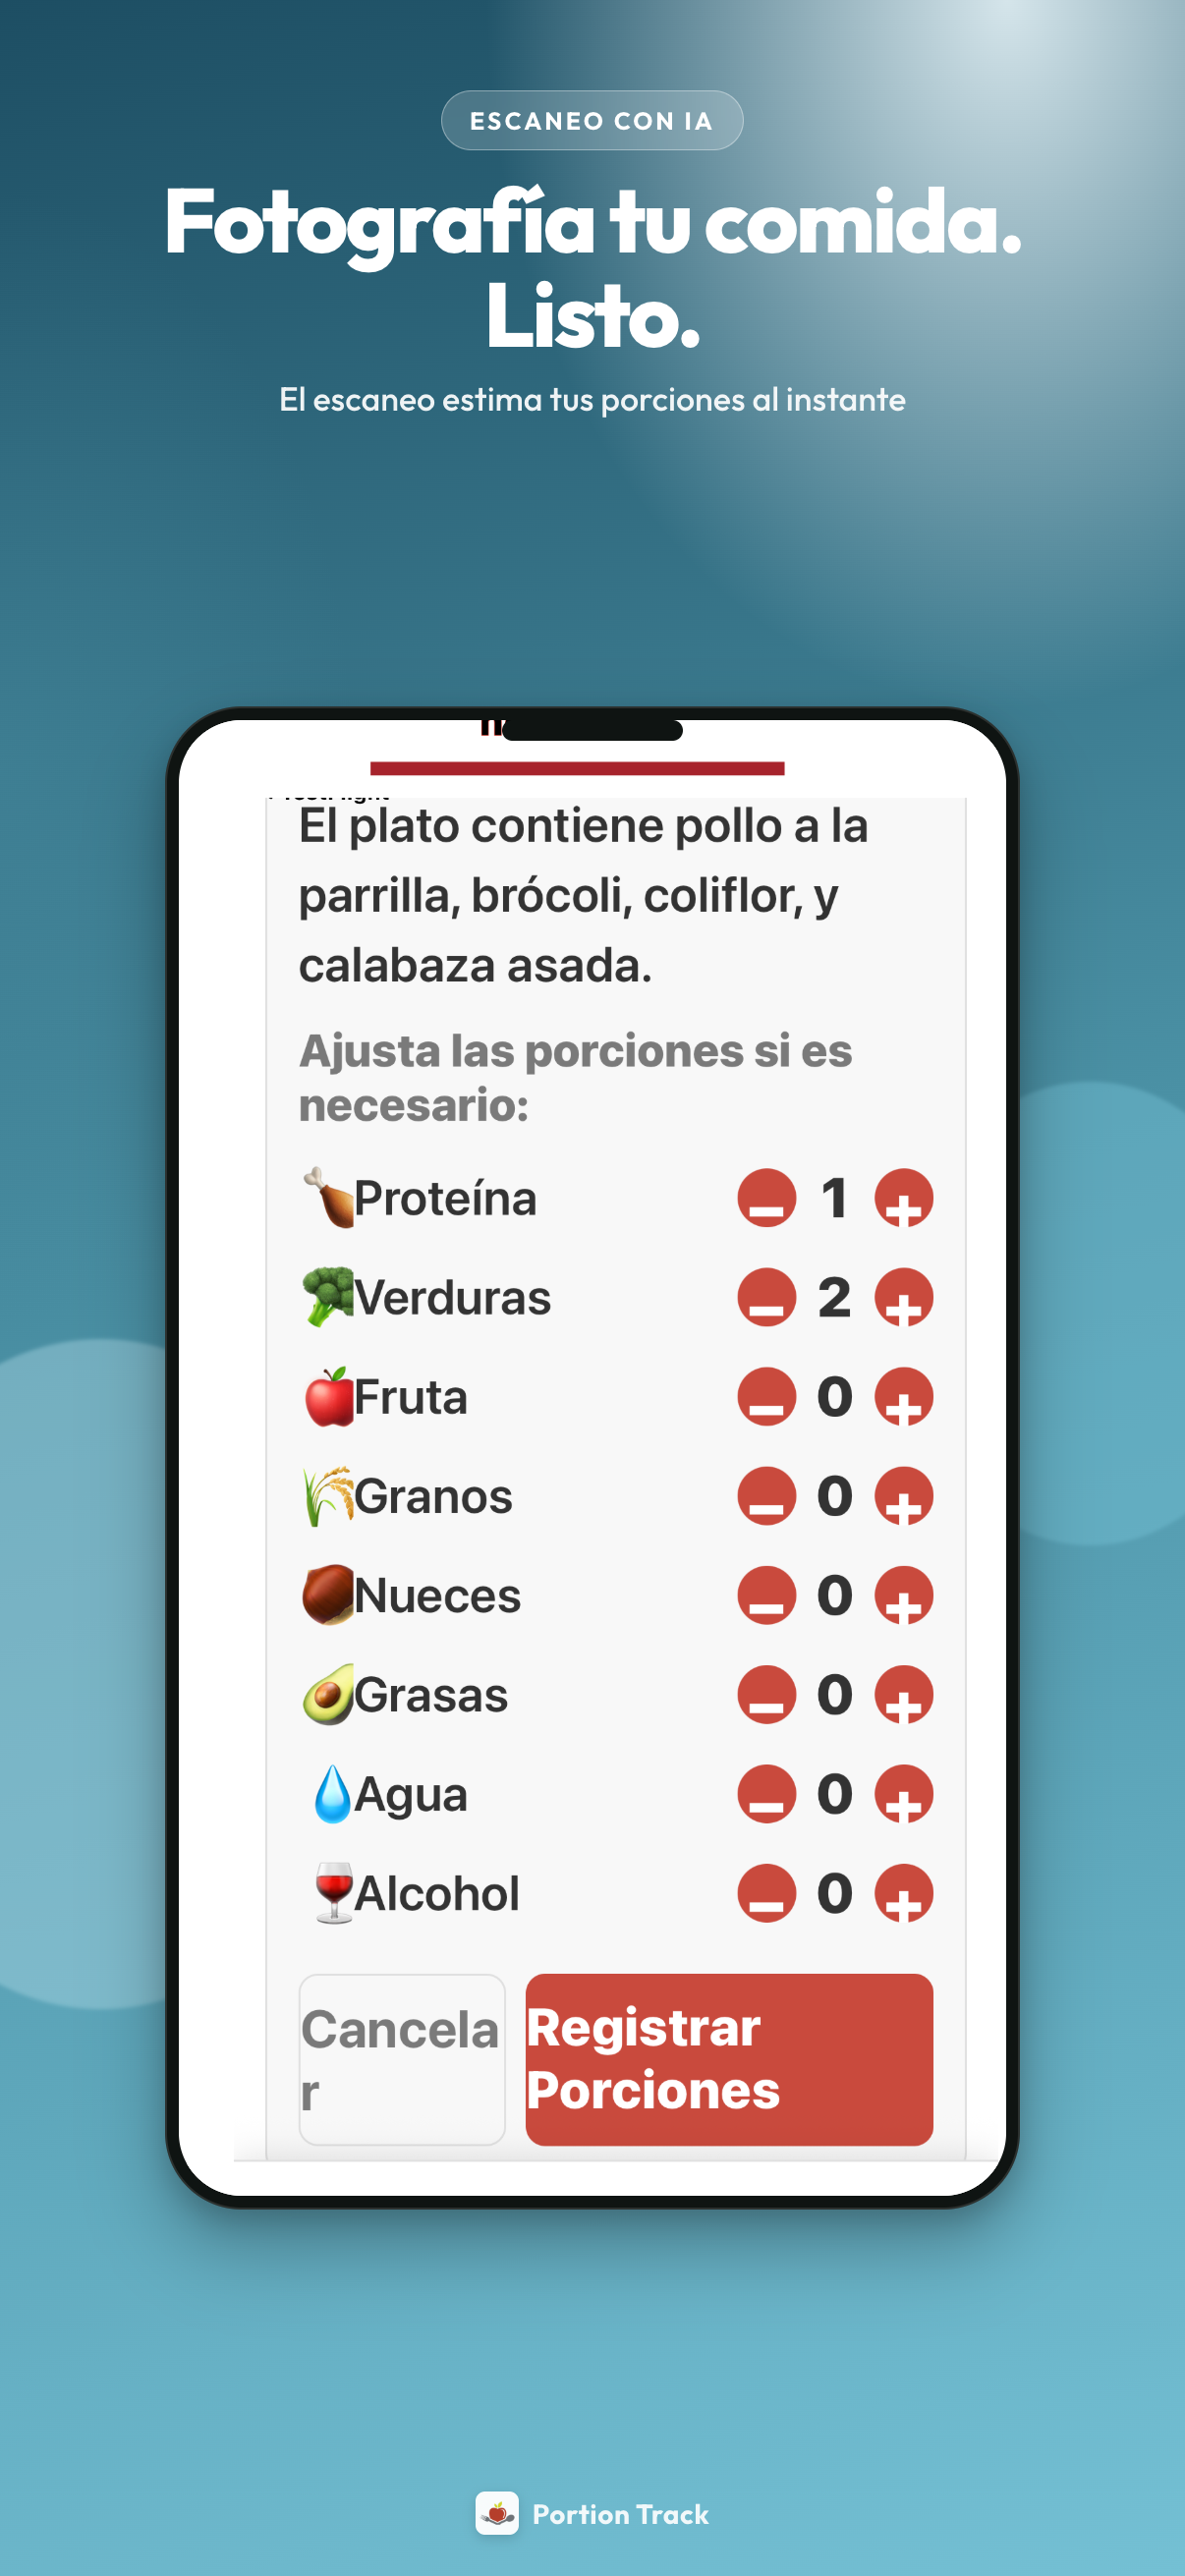 ESCANEO CON IA
Fotografía tu comida.
Listo.
El escaneo estima tus porciones al instante
El plato contiene pollo a la
parrilla, brócoli, coliflor, y
calabaza asada.
Ajusta las porciones si es
necesario:
Proteína 1
Verduras 2
Fruta 0
Granos 0
Nueces 0
Grasas 0
Agua 0
Alcohol 0
Cancela
r
Registrar
Porciones
Portion Track